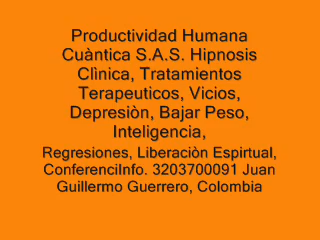 Productividad Humana
Cuàntica S.A.S. Hipnosis
Clìnica, Tratamientos
Terapeuticos, Vicios,
Depresiòn, Bajar Peso,
Inteligencia,
Regresiones, Liberaciòn Espirtual,
ConferenciInfo. 3203700091 Juan
Guillermo Guerrero, Colombia